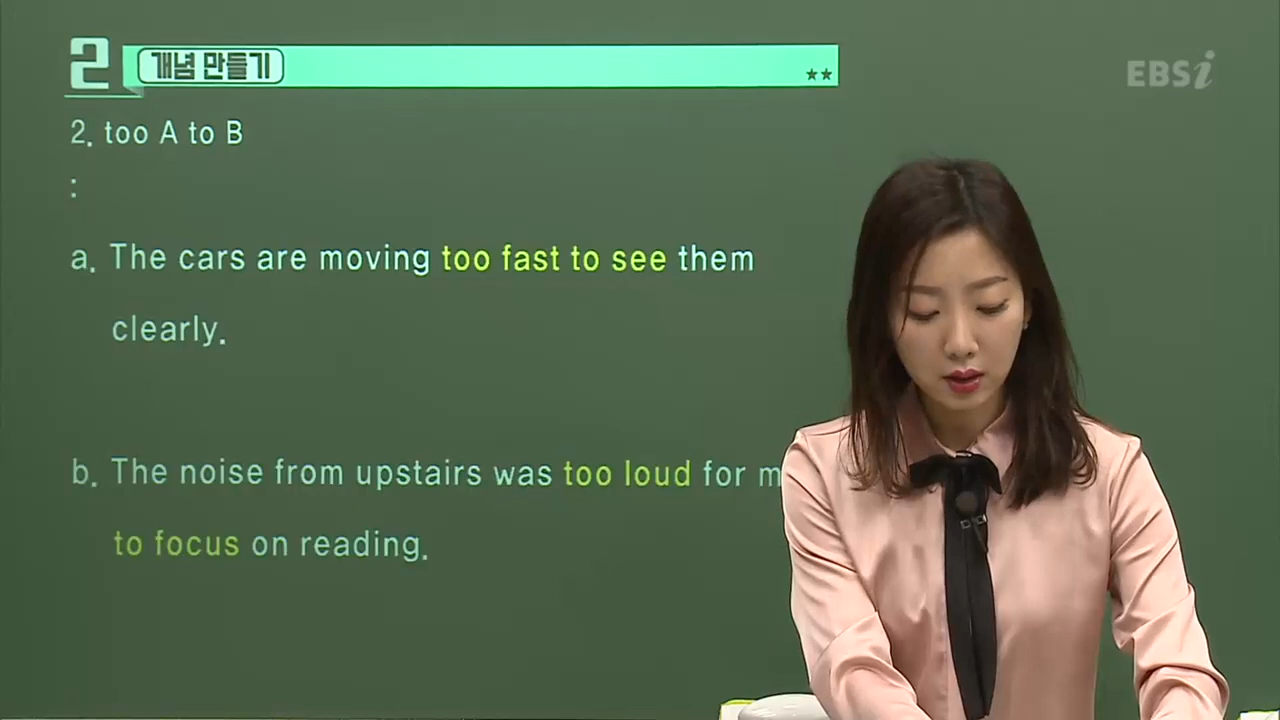 2 개념 만들기 ★★
EBSi
2. too A to B
:
a. The cars are moving too fast to see them
clearly.
b. The noise from upstairs was too loud for
to focus on reading.